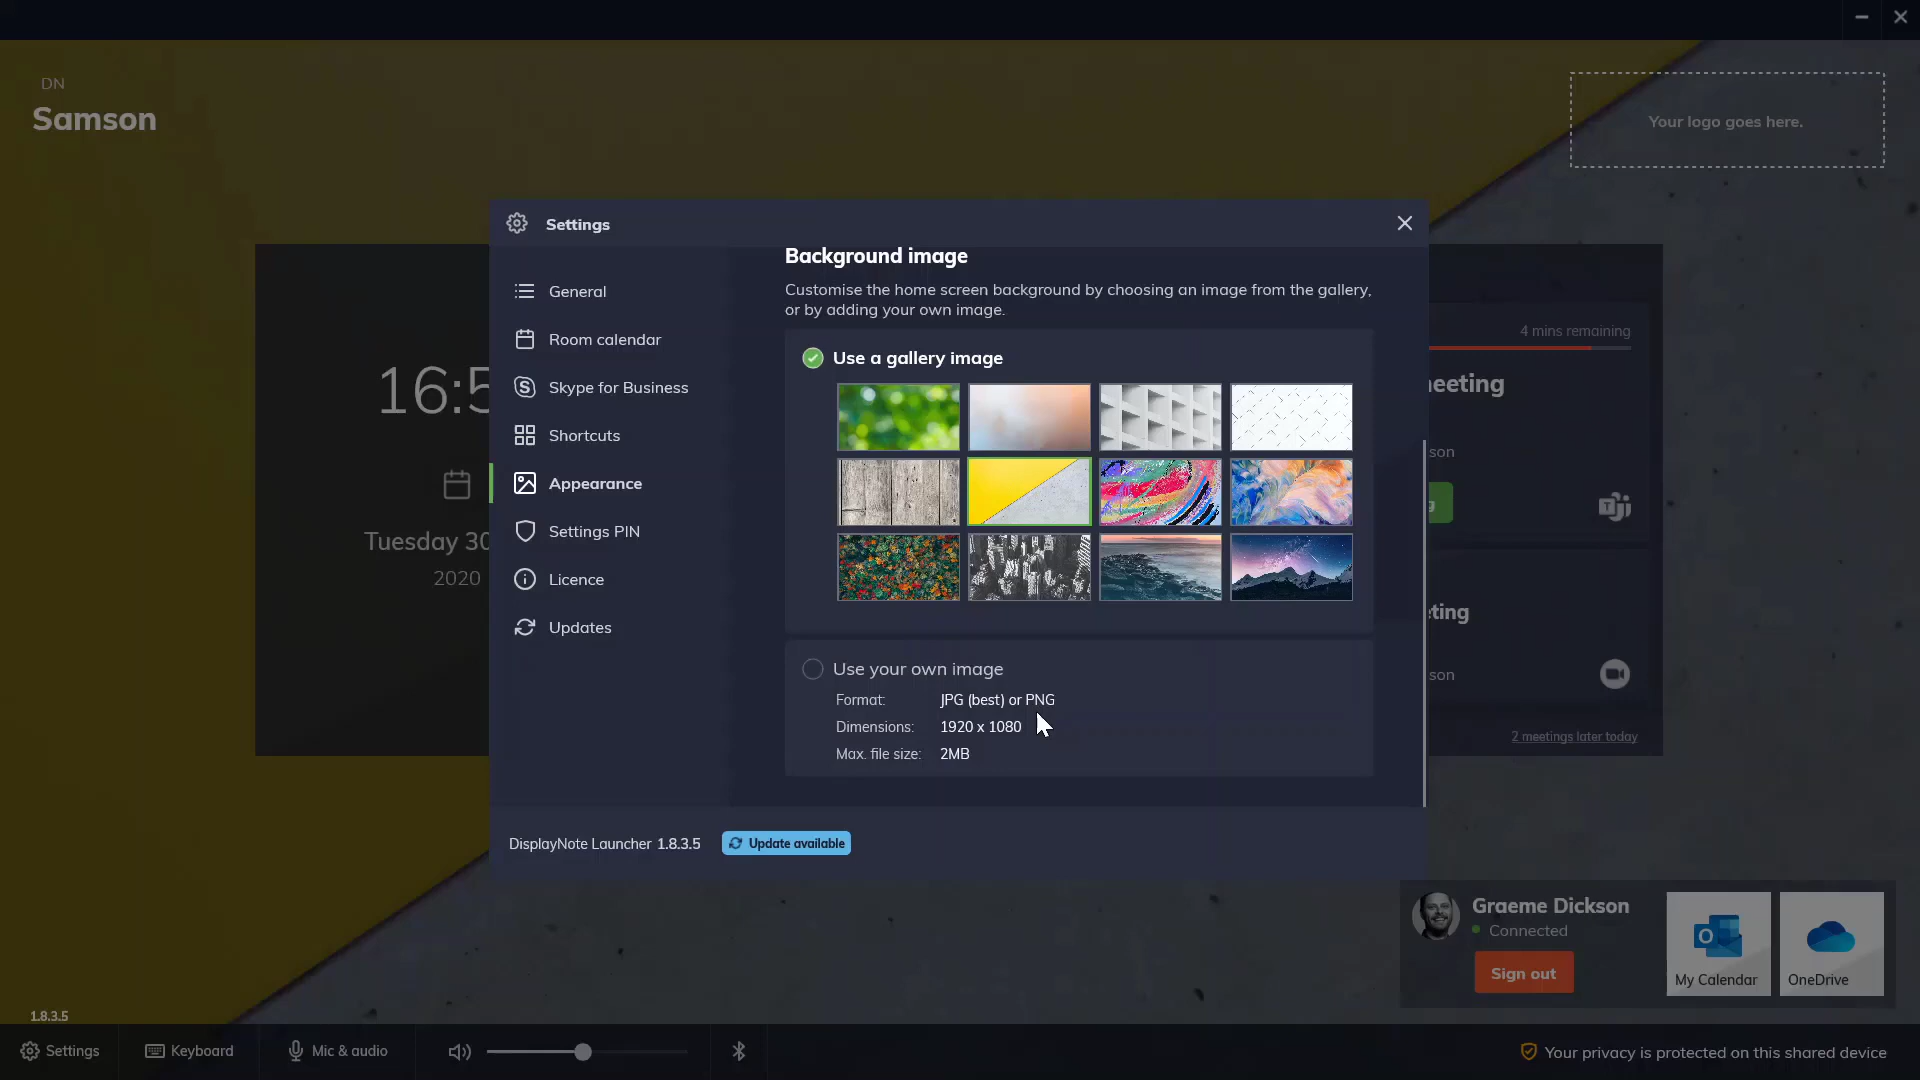 DN
Samson
Your logo goes here.
Settings
Background image
Customise the home screen background by choosing an image from the gallery,
or by adding your own image.
General
Room calendar
Skype for Business
Shortcuts
Appearance
Settings PIN
Licence
Updates
Use a gallery image
Use your own image
Format: JPG (best) or PNG
Dimensions: 1920 x 1080
Max. file size: 2MB
DisplayNote Launcher 1.8.3.5
Update available
16:5
Tuesday 30
2020
4 mins remaining
eeting
son
g
ting
son
2 meetings later today
Graeme Dickson
Connected
Sign out
My Calendar
OneDrive
1.8.3.5
Settings
Keyboard
Mic & audio
Your privacy is protected on this shared device